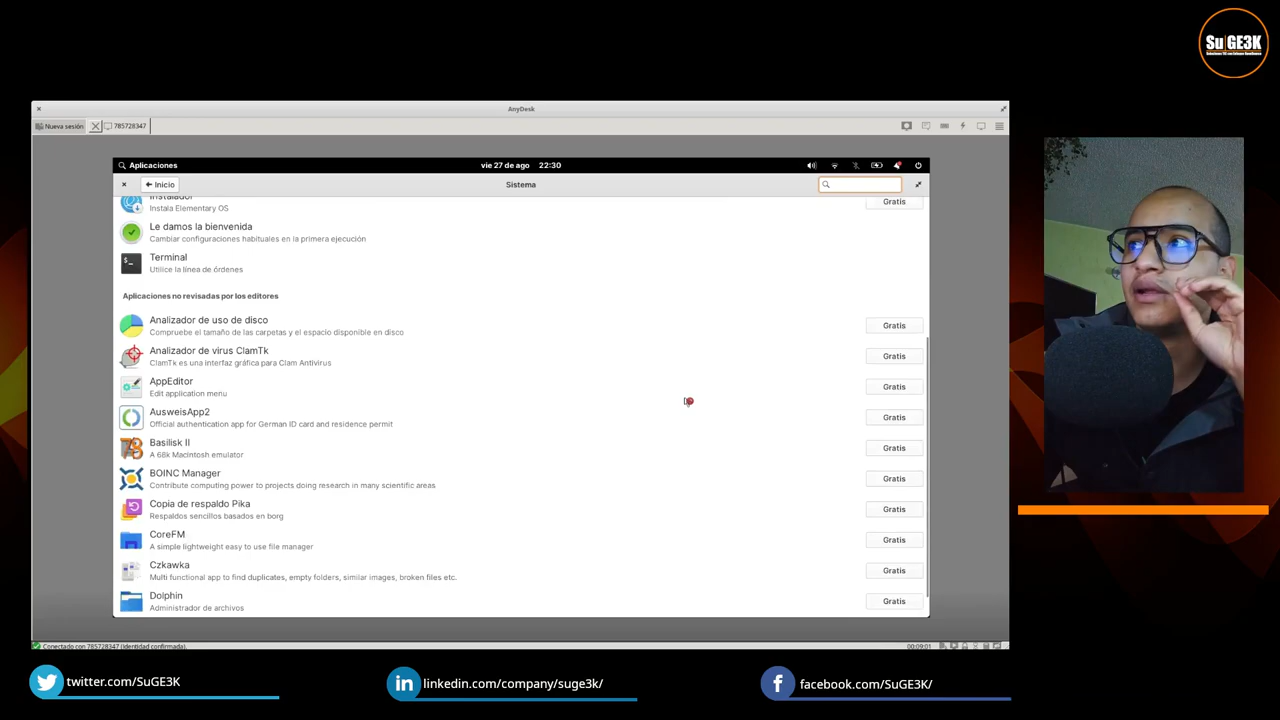 Su GE3K
AnyDesk
Nueva sesión
785728347
Aplicaciones
vie 27 de ago 22:30
Inicio
Sistema
Instalador
Instala Elementary OS
Gratis
Le damos la bienvenida
Cambiar configuraciones habituales en la primera ejecución
Terminal
Utilice la línea de órdenes
Aplicaciones no revisadas por los editores
Analizador de uso de disco
Compruebe el tamaño de las carpetas y el espacio disponible en disco
Gratis
Analizador de virus ClamTk
ClamTk es una interfaz gráfica para Clam Antivirus
Gratis
AppEditor
Edit application menu
Gratis
AusweisApp2
Official authentication app for German ID card and residence permit
Gratis
Basilisk II
A 68k Macintosh emulator
Gratis
BOINC Manager
Contribute computing power to projects doing research in many scientific areas
Gratis
Copia de respaldo Pika
Respaldos sencillos basados en borg
Gratis
CoreFM
A simple lightweight easy to use file manager
Gratis
Czkawka
Multi functional app to find duplicates, empty folders, similar images, broken files etc.
Gratis
Dolphin
Administrador de archivos
Gratis
Conectado con 785728347 (Identidad confirmada).
00:09:01
twitter.com/SuGE3K
linkedin.com/company/suge3k/
facebook.com/SuGE3K/